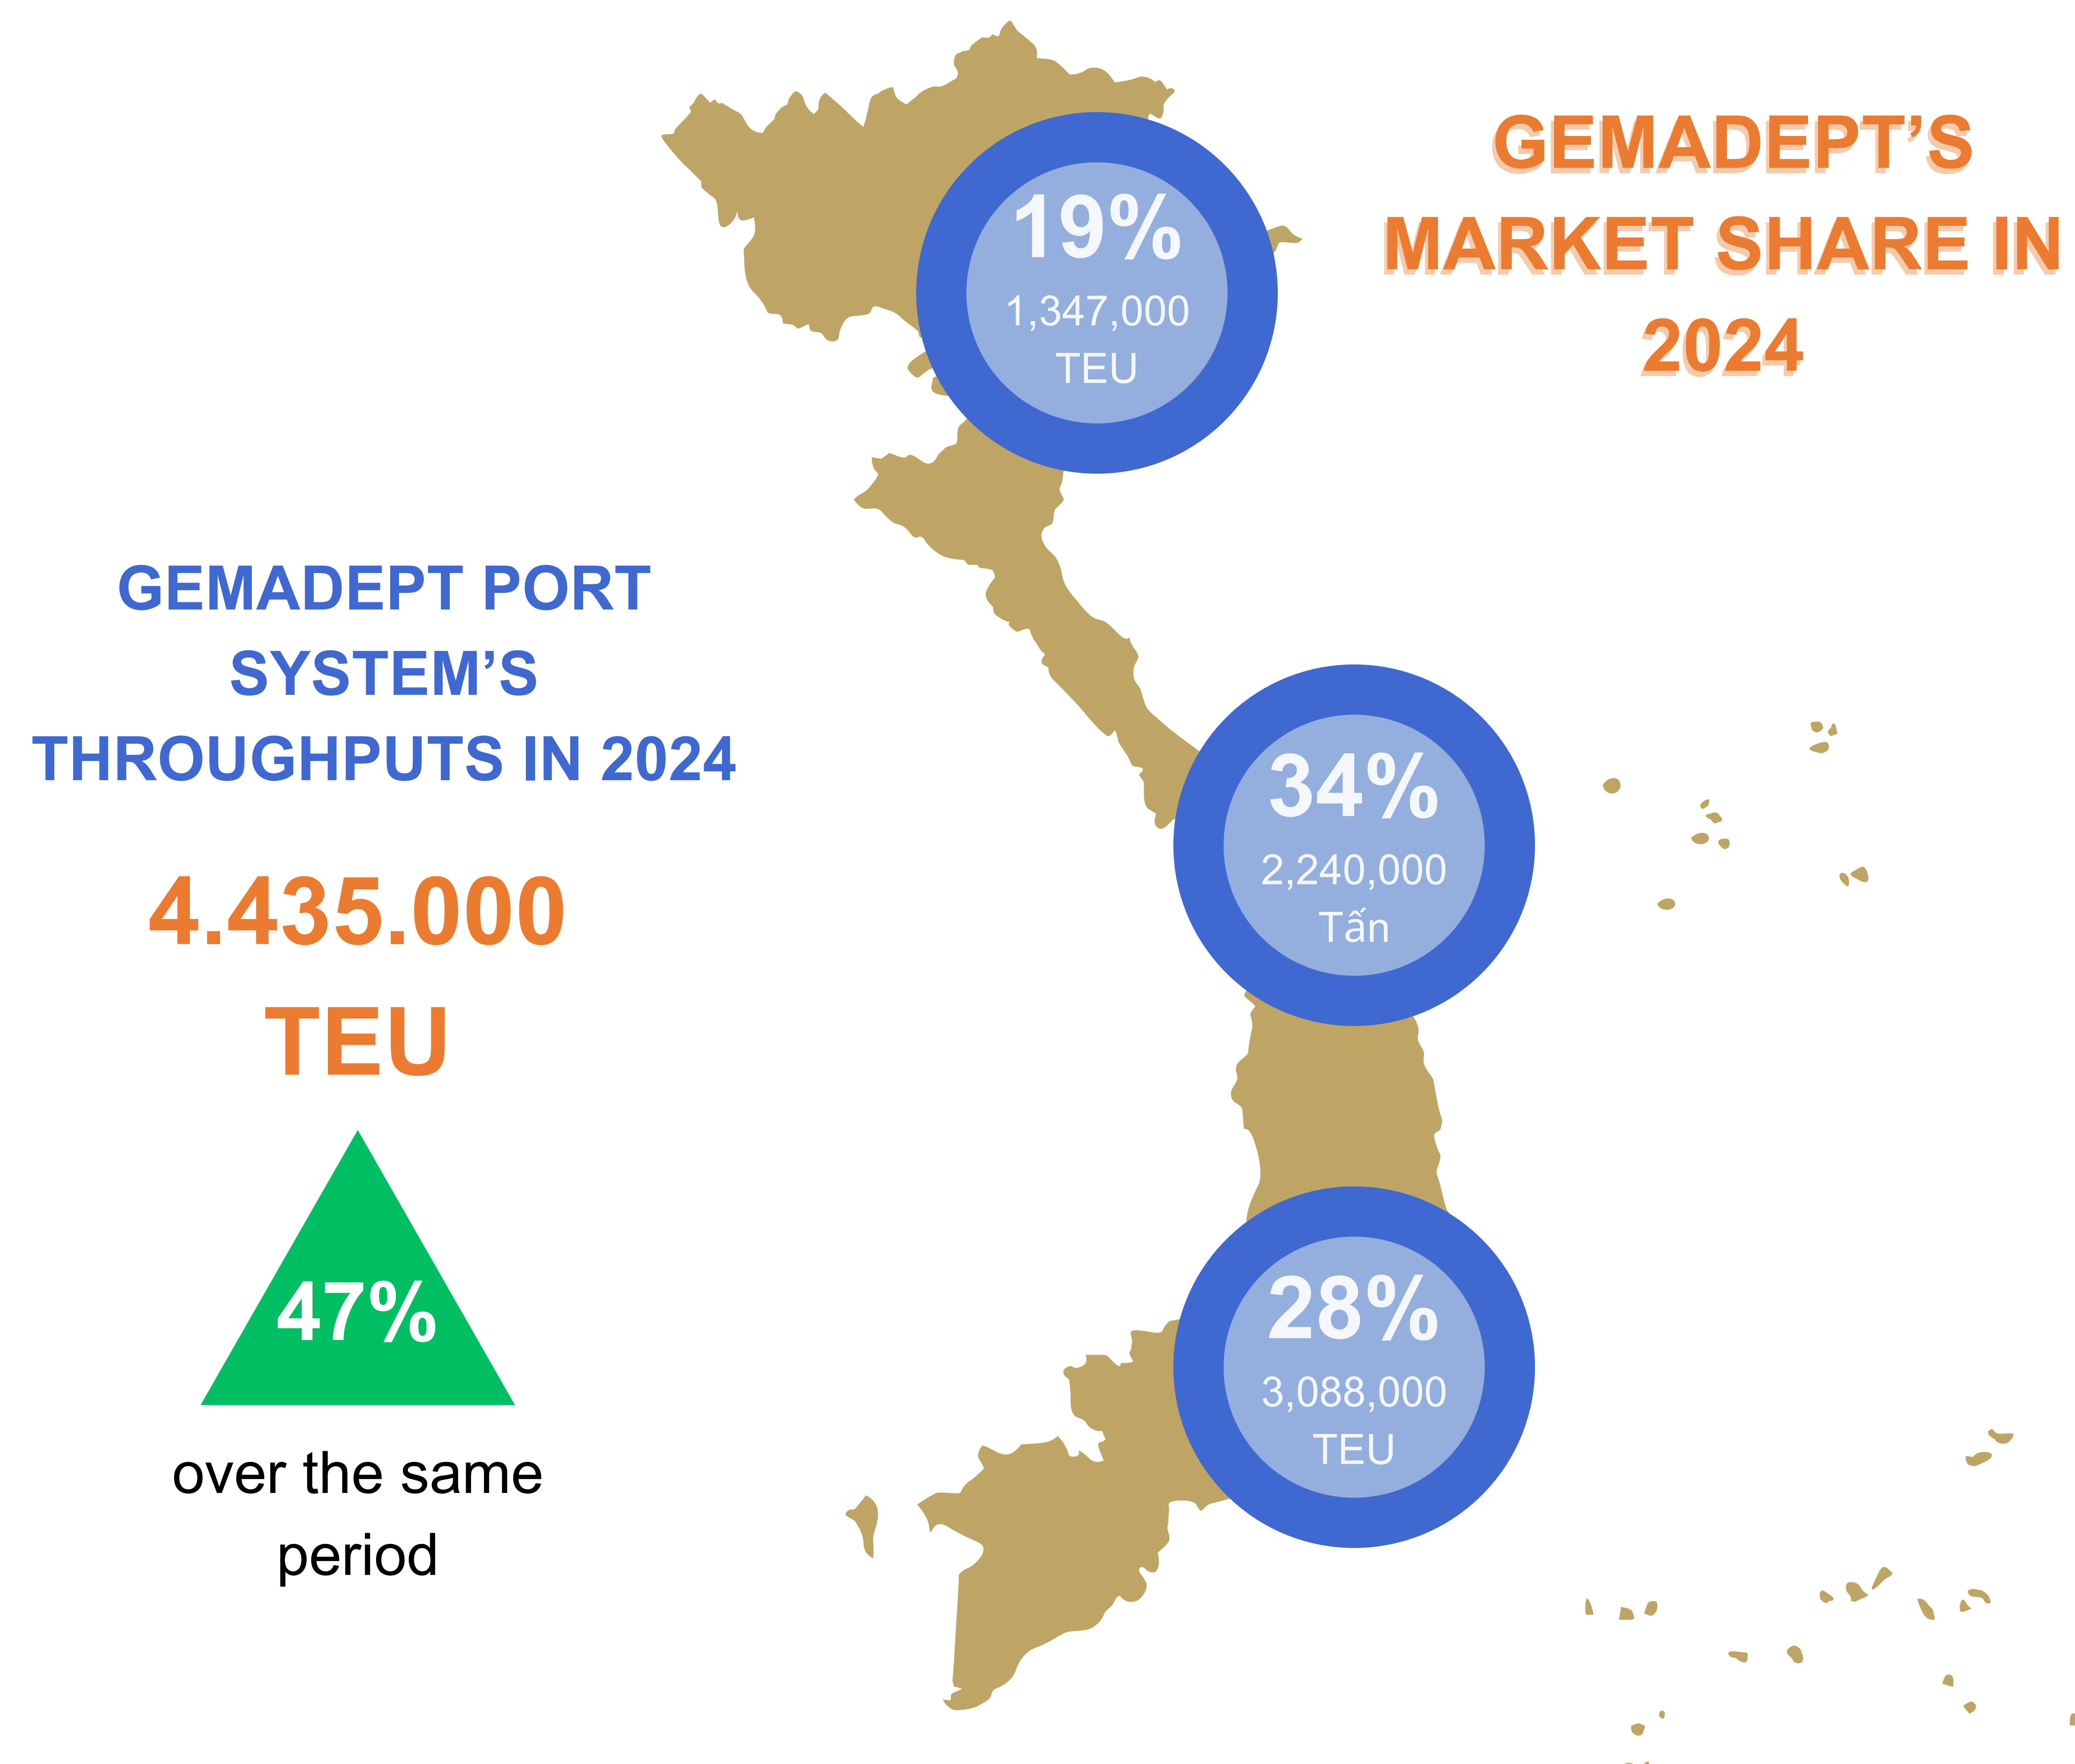 GEMADEPT’S
MARKET SHARE IN
2024
19%
1,347,000
TEU
GEMADEPT PORT
SYSTEM’S
THROUGHPUTS IN 2024
4.435.000
TEU
47%
over the same
period
34%
2,240,000
Tấn
28%
3,088,000
TEU